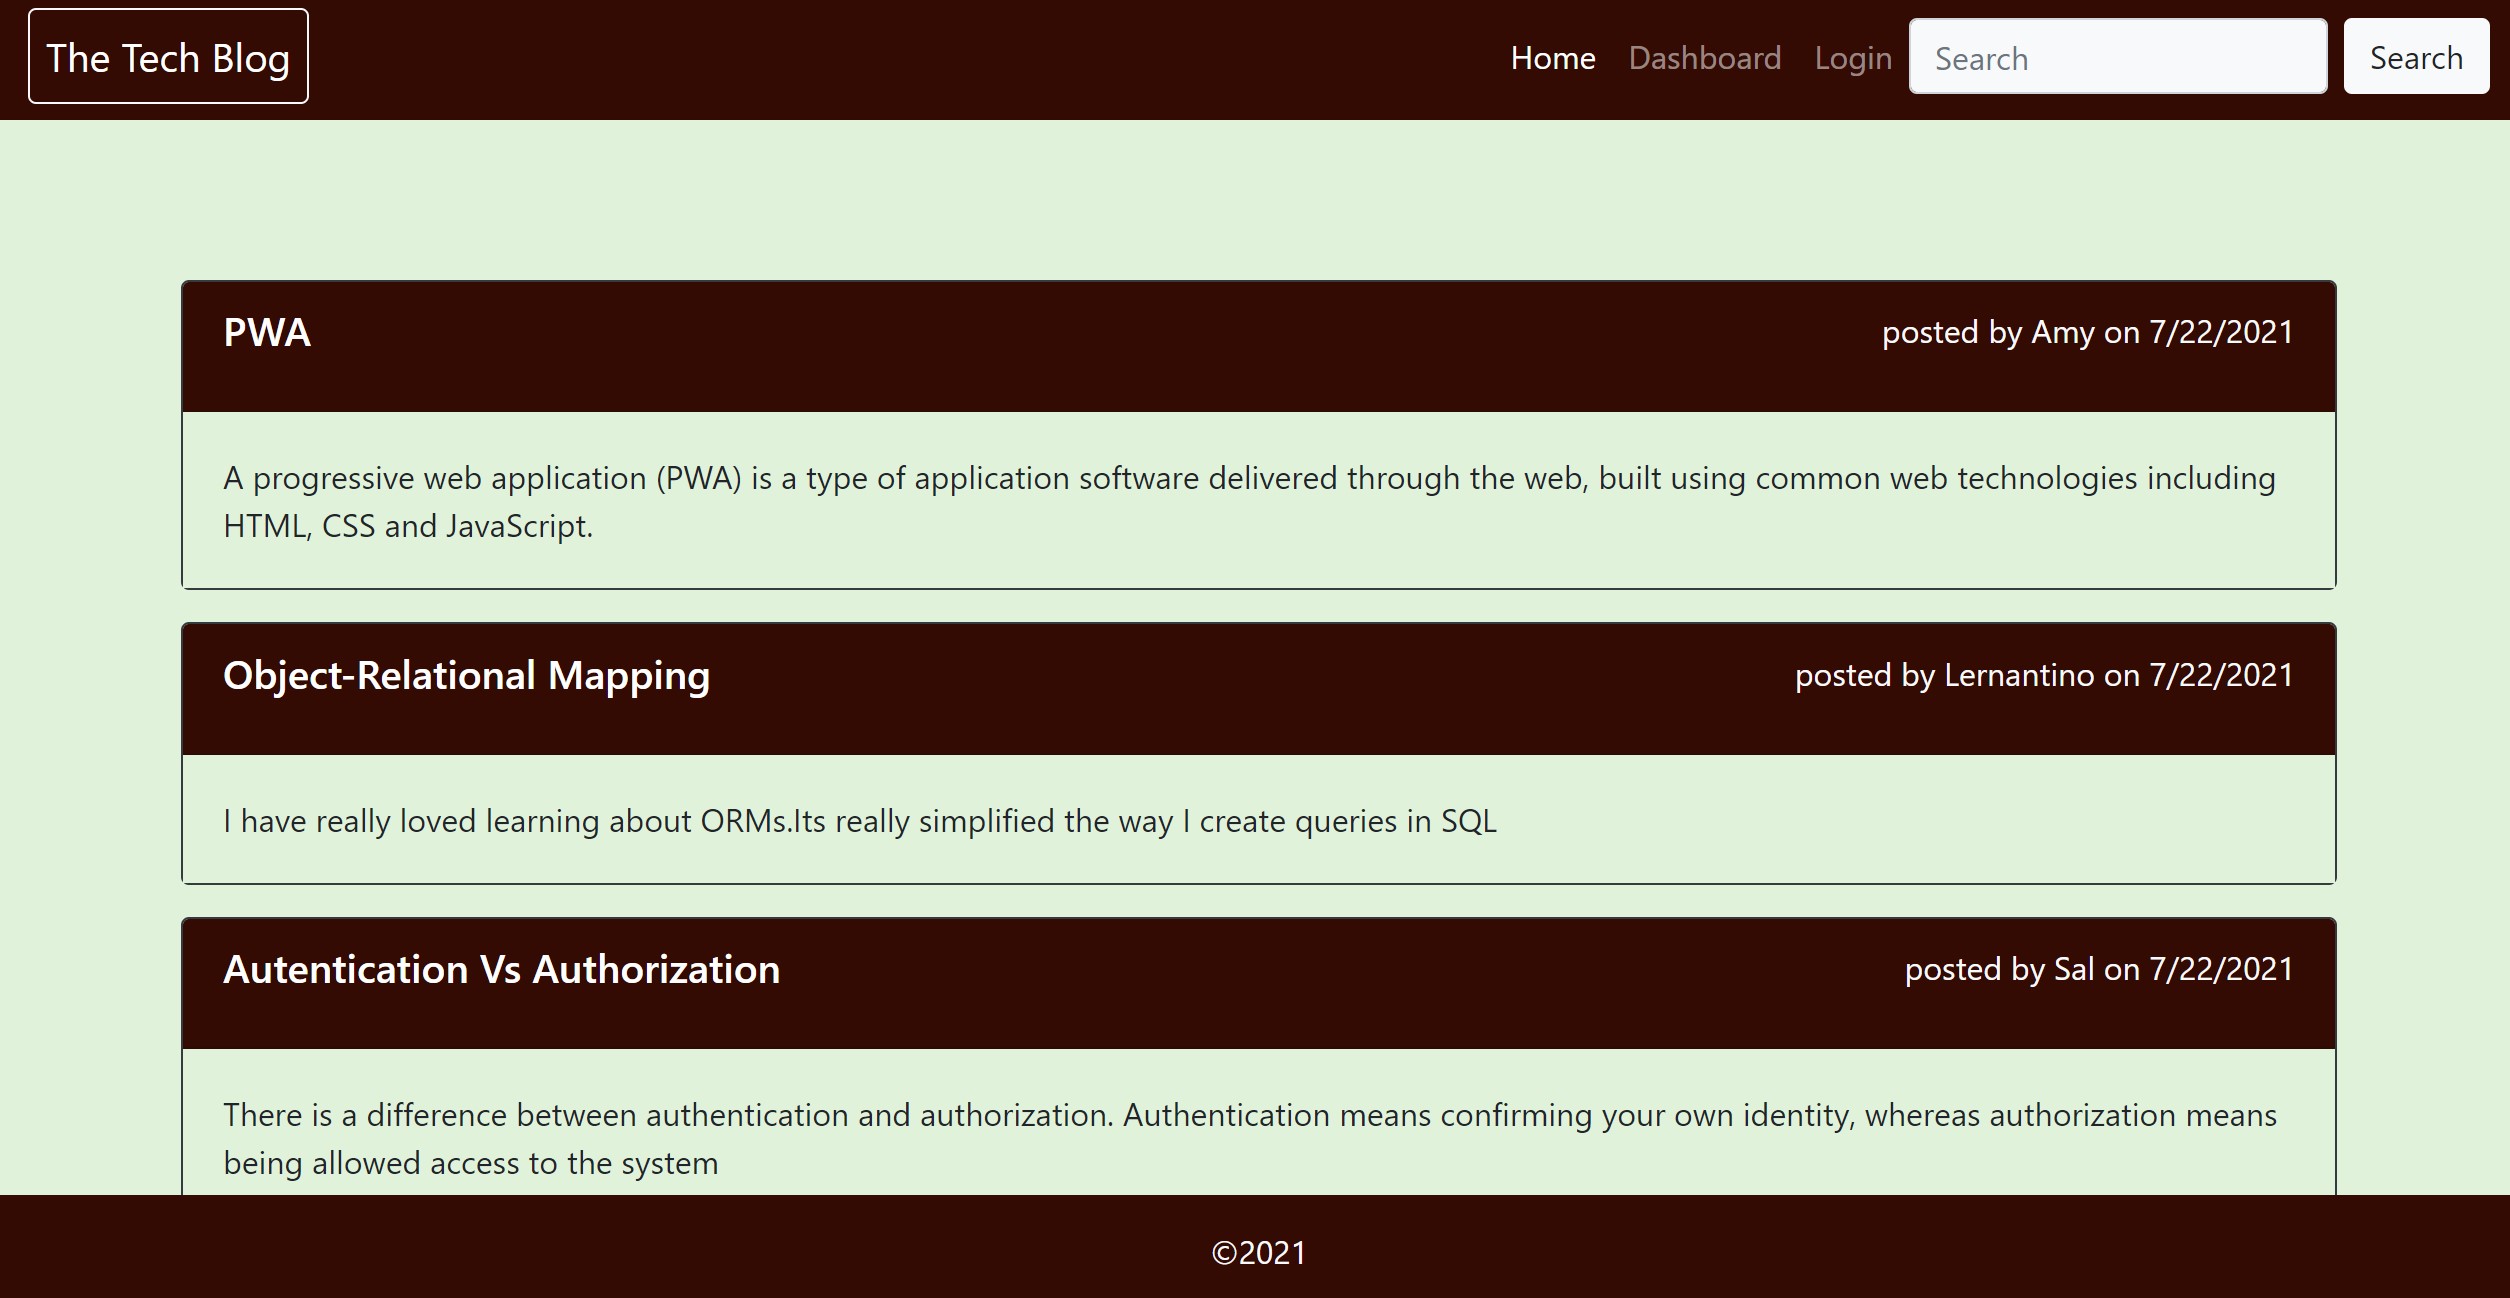 The Tech Blog
Home Dashboard Login Search Search
PWA
posted by Amy on 7/22/2021
A progressive web application (PWA) is a type of application software delivered through the web, built using common web technologies including
HTML, CSS and JavaScript.
Object-Relational Mapping
posted by Lernantino on 7/22/2021
I have really loved learning about ORMs.Its really simplified the way I create queries in SQL
Autentication Vs Authorization
posted by Sal on 7/22/2021
There is a difference between authentication and authorization. Authentication means confirming your own identity, whereas authorization means
being allowed access to the system
©2021